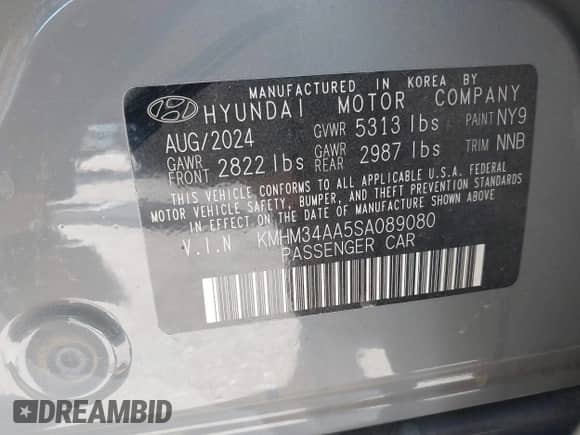 MANUFACTURED IN KOREA BY
HYUNDAI MOTOR COMPANY
AUG/2024 GVWR 5313 lbs PAINT NY9
GAWR FRONT 2822 lbs GAWR REAR 2987 lbs TRIM NNB
THIS VEHICLE CONFORMS TO ALL APPLICABLE U.S.A. FEDERAL
MOTOR VEHICLE SAFETY, BUMPER, AND THEFT PREVENTION STANDARDS
IN EFFECT ON THE DATE OF MANUFACTURE SHOWN ABOVE.
V.I.N KMHM34AA5SA089080
PASSENGER CAR
DREAMBID